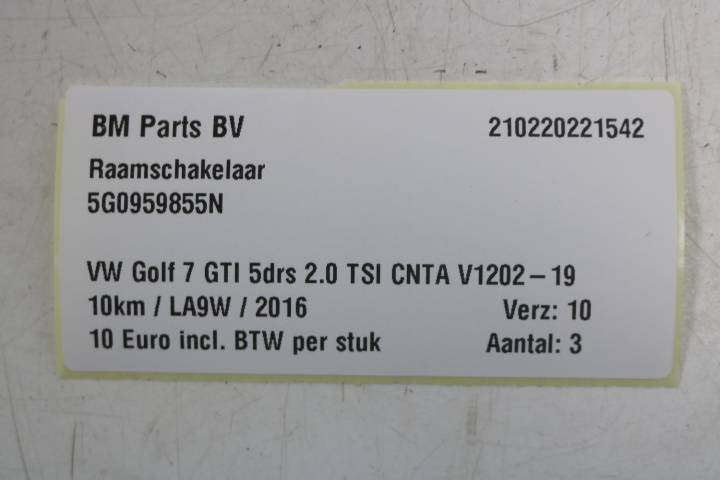 BM Parts BV 210220221542
Raamschakelaar
5G0959855N
VW Golf 7 GTI 5drs 2.0 TSI CNTA V1202-19
10km / LA9W / 2016 Verz: 10
10 Euro incl. BTW per stuk Aantal: 3